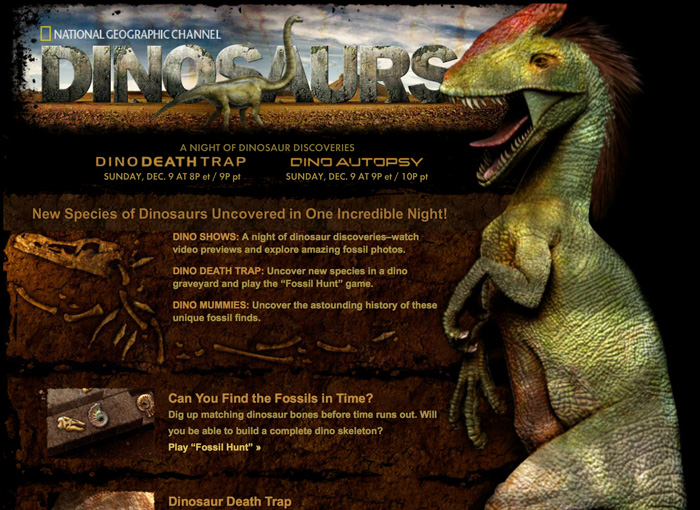 NATIONAL GEOGRAPHIC CHANNEL
DINOSAURS
A NIGHT OF DINOSAUR DISCOVERIES
DINO DEATH TRAP
SUNDAY, DEC. 9 AT 8P et / 9P pt
DINO AUTOPSY
SUNDAY, DEC. 9 AT 9P et / 10P pt
New Species of Dinosaurs Uncovered in One Incredible Night!
DINO SHOWS: A night of dinosaur discoveries–watch
video previews and explore amazing fossil photos.
DINO DEATH TRAP: Uncover new species in a dino
graveyard and play the “Fossil Hunt” game.
DINO MUMMIES: Uncover the astounding history of these
unique fossil finds.
Can You Find the Fossils in Time?
Dig up matching dinosaur bones before time runs out. Will
you be able to build a complete dino skeleton?
Play “Fossil Hunt” »
Dinosaur Death Trap